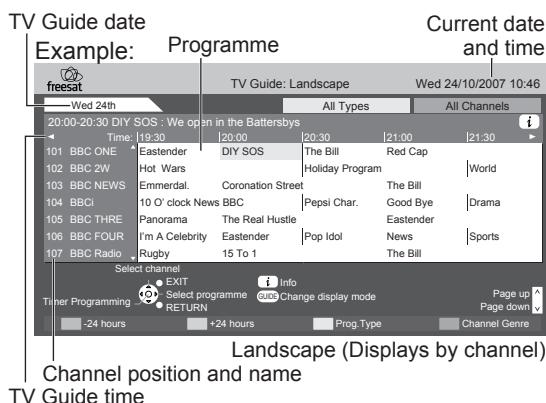 TV Guide date
Current date
and time
Example:
Programme
freesat
TV Guide: Landscape
Wed 24/10/2007 10:46
Wed 24th
All Types
All Channels
20:00-20:30 DIY SOS : We open in the Battersbys
i
Time: 19:30 20:00 20:30 21:00 21:30
101 BBC ONE Eastender DIY SOS The Bill Red Cap
102 BBC 2W Hot Wars Holiday Program World
103 BBC NEWS Emmerdal. Coronation Street The Bill
104 BBCi 10 O' clock News BBC Pepsi Char. Good Bye Drama
105 BBC THRE Panorama The Real Hustle Eastender
106 BBC FOUR I'm A Celebrity Eastender Pop Idol News Sports
107 BBC Radio Rugby 15 To 1 The Bill
Select channel
EXIT
i Info
Timer Programming
Select programme
GUIDE Change display mode
RETURN
Page up
Page down
-24 hours
+24 hours
Prog.Type
Channel Genre
Landscape (Displays by channel)
Channel position and name
TV Guide time